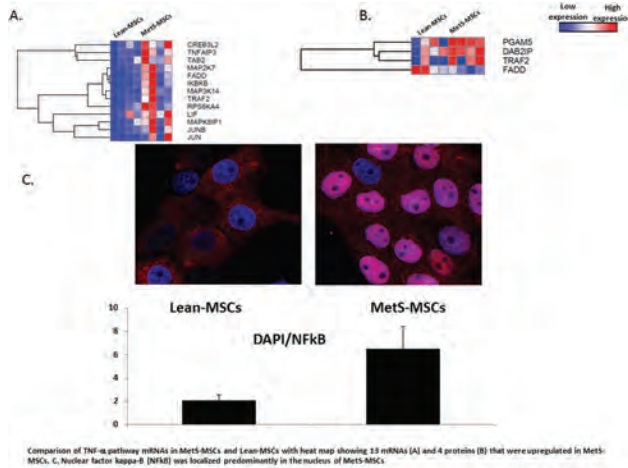 A.
Lean-MSCs
MetS-MSCs
CREB3L2
TNFAIP3
TAB2
MAP2K7
FADD
IKBKB
MAP3K14
TRAF2
RPS6KA4
LIF
MAPK8IP1
JUNB
JUN
B.
Lean-MSCs
MetS-MSCs
PGAM5
DAB2IP
TRAF2
FADD
Low expression
High expression
C.
Lean-MSCs
MetS-MSCs
DAPI/NFkB
10
8
6
4
2
0
Comparison of TNF-α pathway mRNAs in MetS-MSCs and Lean-MSCs with heat map showing 13 mRNAs (A) and 4 proteins (B) that were upregulated in MetS-
MSCs. C. Nuclear factor kappa-B (NFkB) was localized predominantly in the nucleus of MetS-MSCs